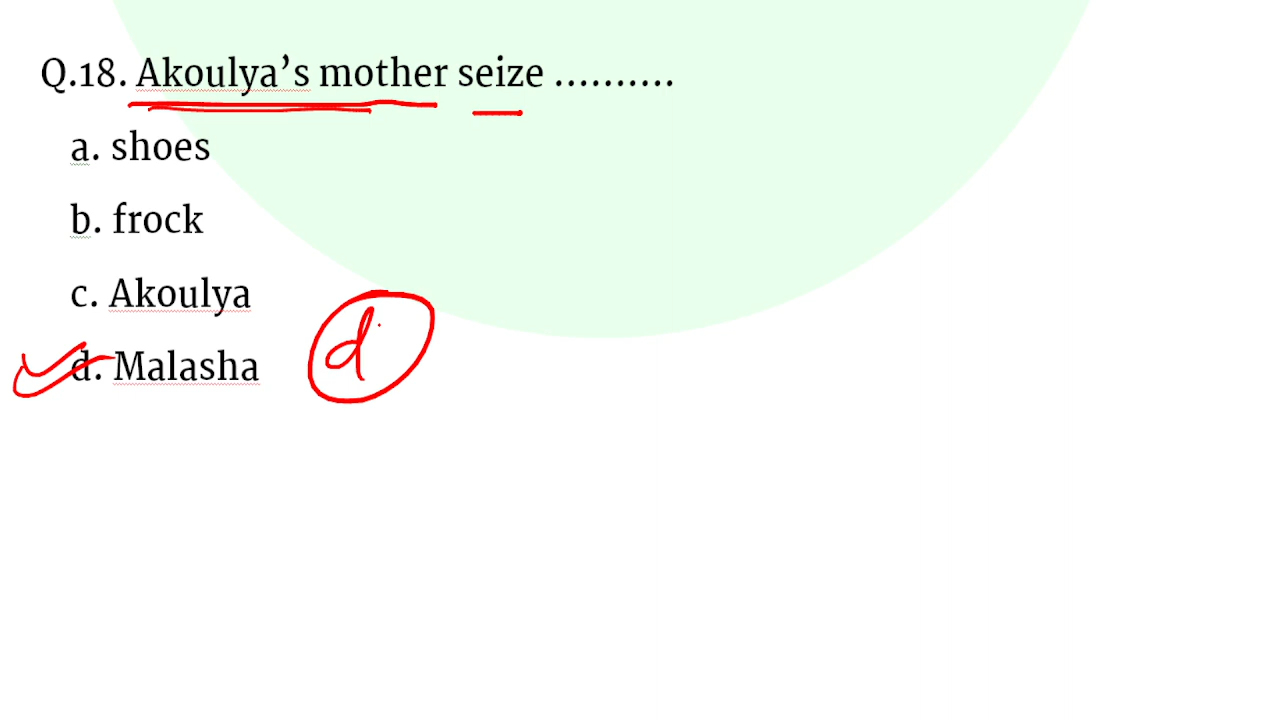 Q.18. Akoulya’s mother seize ..........
a. shoes
b. frock
c. Akoulya
d. Malasha
d